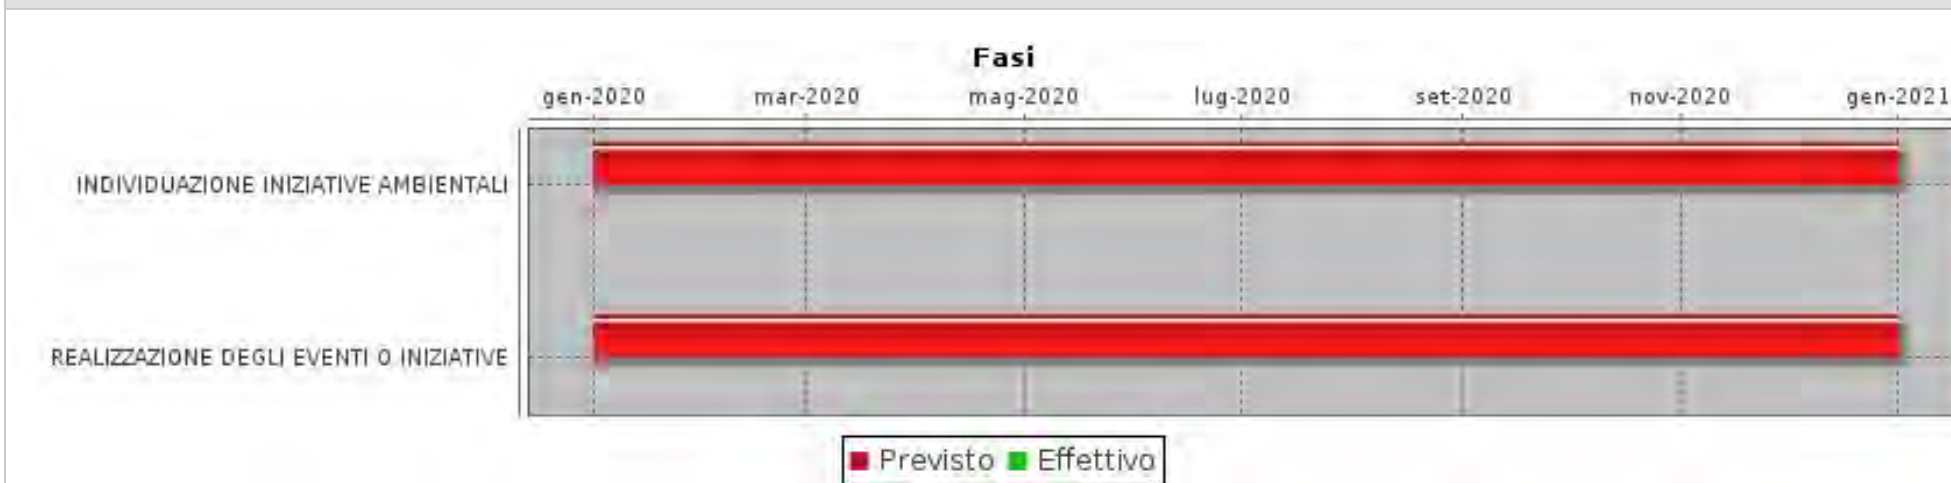 Fasi
gen-2020 mar-2020 mag-2020 lug-2020 set-2020 nov-2020 gen-2021
INDIVIDUAZIONE INIZIATIVE AMBIENTALI
REALIZZAZIONE DEGLI EVENTI O INIZIATIVE
Previsto Effettivo